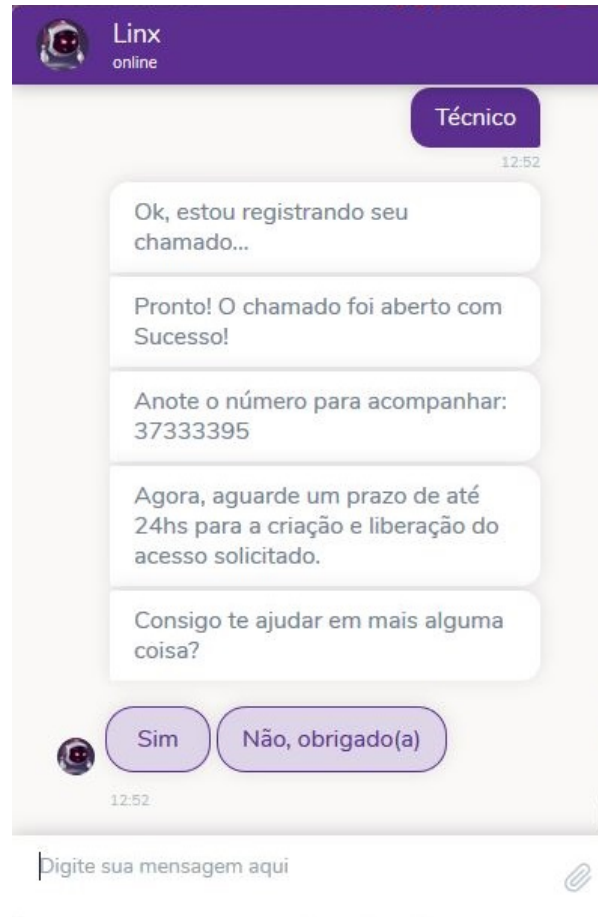 Linx
online
Técnico
12:52
Ok, estou registrando seu
chamado...
Pronto! O chamado foi aberto com
Sucesso!
Anote o número para acompanhar:
37333395
Agora, aguarde um prazo de até
24hs para a criação e liberação do
acesso solicitado.
Consigo te ajudar em mais alguma
coisa?
Sim
Não, obrigado(a)
12:52
Digite sua mensagem aqui